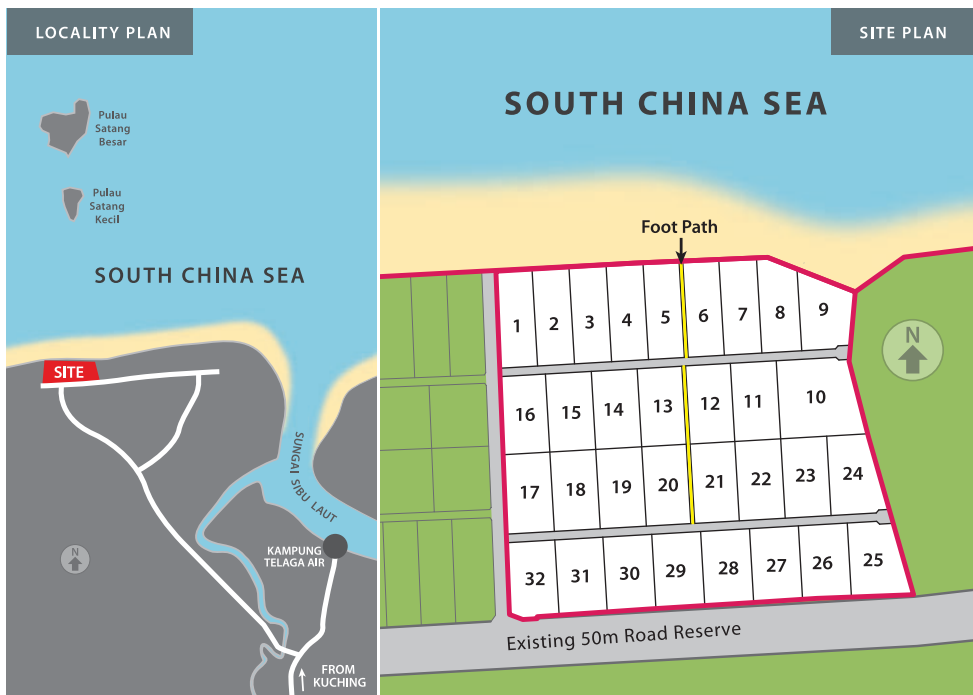 LOCALITY PLAN
Pulau
Satang
Besar
Pulau
Satang
Kecil
SOUTH CHINA SEA
SITE
SUNGAI SIBU LAUT
N
KAMPUNG
TELAGA AIR
FROM
KUCHING
SITE PLAN
SOUTH CHINA SEA
Foot Path
N
1 2 3 4 5 6 7 8 9
16 15 14 13 12 11 10
17 18 19 20 21 22 23 24
32 31 30 29 28 27 26 25
Existing 50m Road Reserve